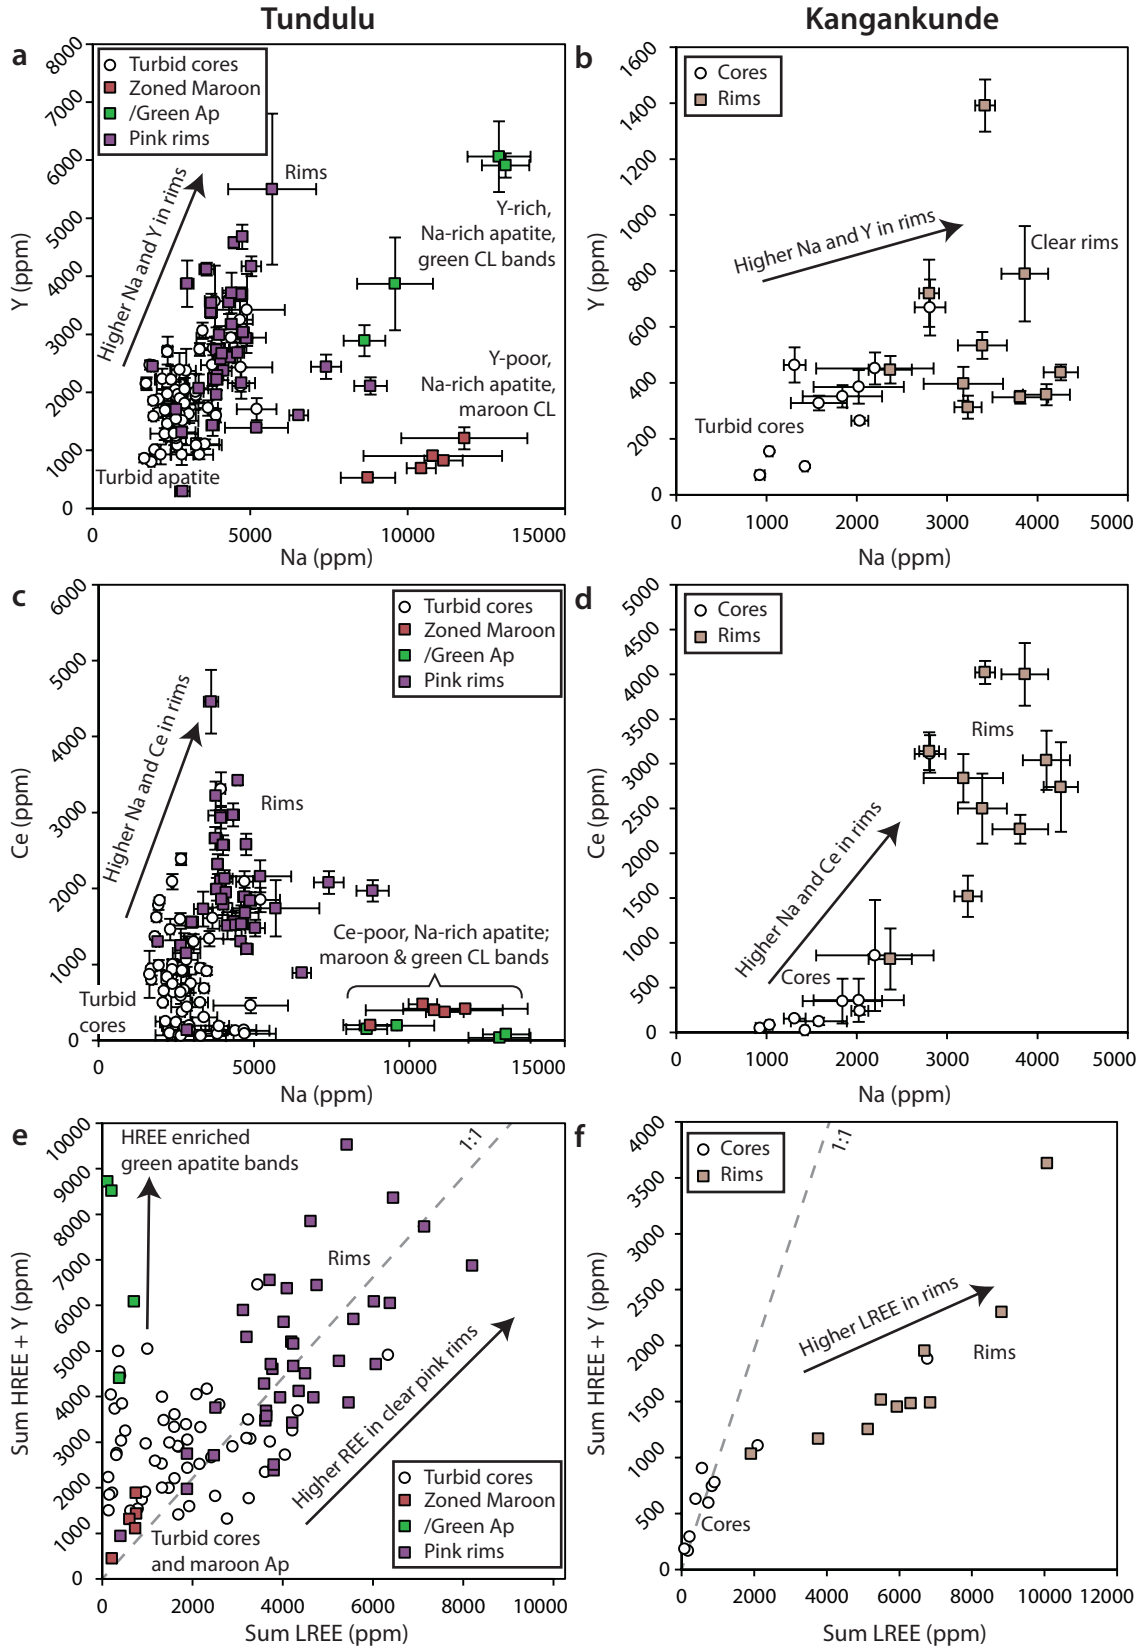 Tundulu
Kangankunde
a
Y (ppm)
8000
7000
6000
5000
4000
3000
2000
1000
0
Turbid cores
Zoned Maroon
/Green Ap
Pink rims
Higher Na and Y in rims
Rims
Y-rich,
Na-rich apatite,
green CL bands
Y-poor,
Na-rich apatite,
maroon CL
Turbid apatite
0
5000
10000
15000
Na (ppm)
b
Y (ppm)
1600
1400
1200
1000
800
600
400
200
0
Cores
Rims
Higher Na and Y in rims
Clear rims
Turbid cores
0
1000
2000
3000
4000
5000
Na (ppm)
c
Ce (ppm)
6000
5000
4000
3000
2000
1000
0
Turbid cores
Zoned Maroon
/Green Ap
Pink rims
Higher Na and Ce in rims
Rims
Ce-poor, Na-rich apatite;
maroon & green CL bands
Turbid
cores
0
5000
10000
15000
Na (ppm)
d
Ce (ppm)
5000
4500
4000
3500
3000
2500
2000
1500
1000
500
0
Cores
Rims
Rims
Higher Na and Ce in rims
Cores
0
1000
2000
3000
4000
5000
Na (ppm)
e
Sum HREE + Y (ppm)
10000
9000
8000
7000
6000
5000
4000
3000
2000
1000
0
HREE enriched
green apatite bands
1:1
Rims
Higher REE in clear pink rims
Turbid cores
and maroon Ap
Turbid cores
Zoned Maroon
/Green Ap
Pink rims
0
2000
4000
6000
8000
10000
Sum LREE (ppm)
f
Sum HREE + Y (ppm)
4000
3500
3000
2500
2000
1500
1000
500
0
Cores
Rims
1:1
Higher LREE in rims
Rims
Cores
0
2000
4000
6000
8000
10000
12000
Sum LREE (ppm)